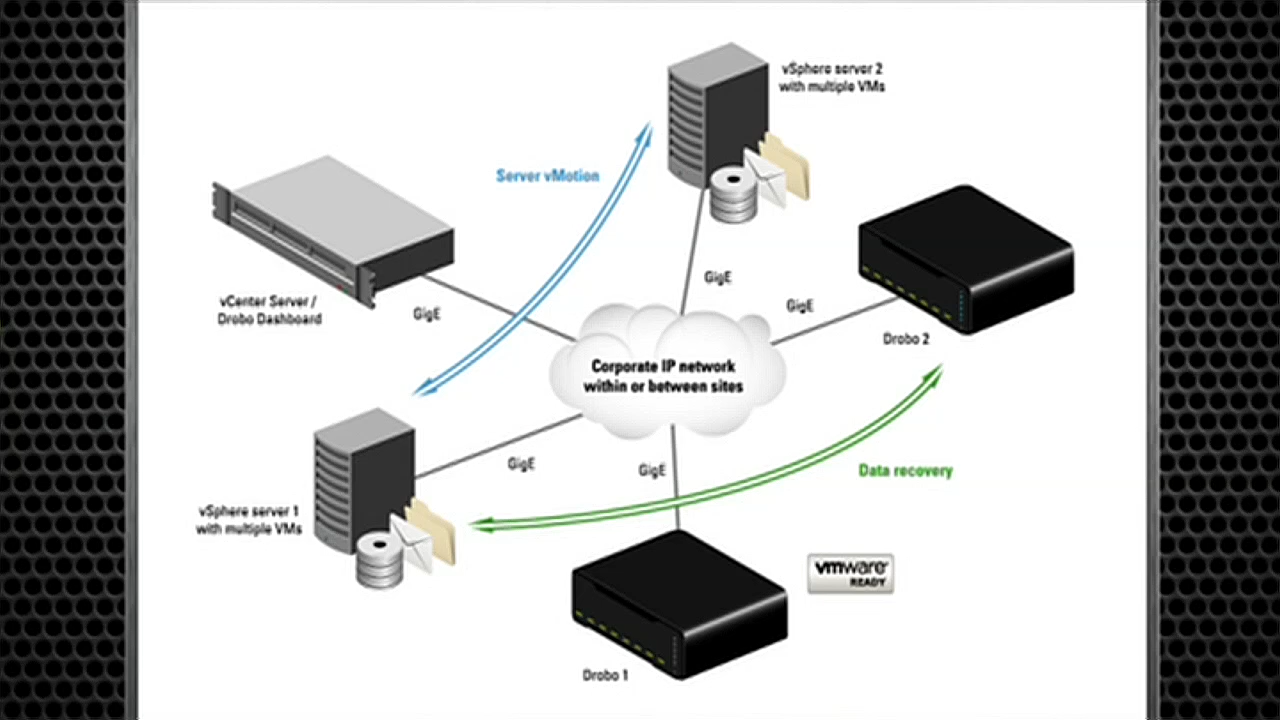 vSphere server 2
with multiple VMs
Server vMotion
GigE
GigE
vCenter Server /
Drobo Dashboard
GigE
Drobo 2
Corporate IP network
within or between sites
GigE
GigE
Data recovery
vSphere server 1
with multiple VMs
vmware
READY
Drobo 1